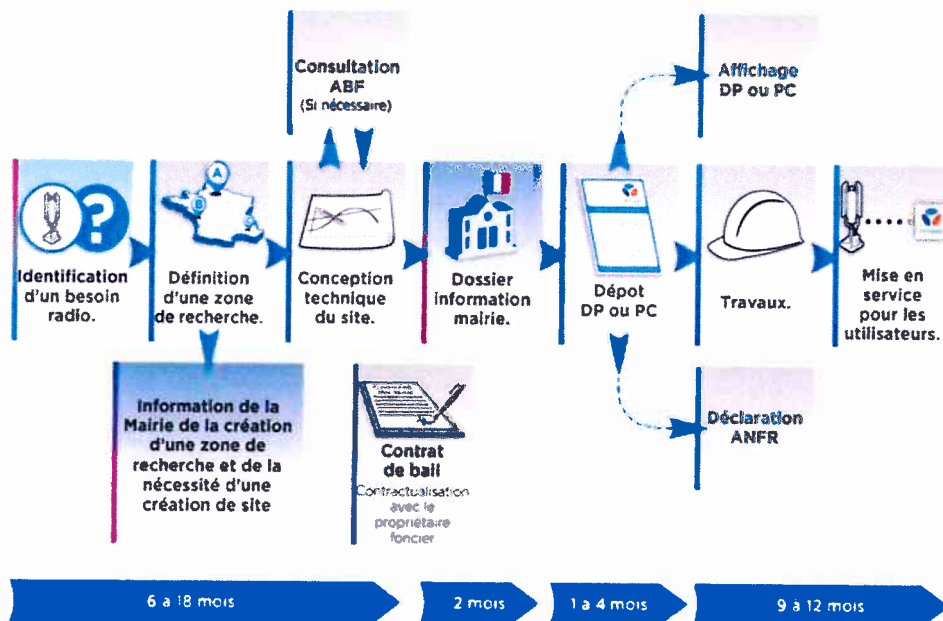 Consultation
ABF
(Si nécessaire)
Affichage
DP ou PC
A
B
Identification
d'un besoin
radio.
Définition
d'une zone
de recherche.
Conception
technique
du site.
Dossier
information
mairie.
Dépot
DP ou PC
Travaux.
Mise en
service
pour les
utilisateurs.
Information de la
Mairie de la création
d'une zone de
recherche et de la
nécessité d'une
création de site
Contrat
de bail
Contractualisation
avec le
propriétaire
foncier
Déclaration
ANFR
6 à 18 mois
2 mois
1 à 4 mois
9 à 12 mois